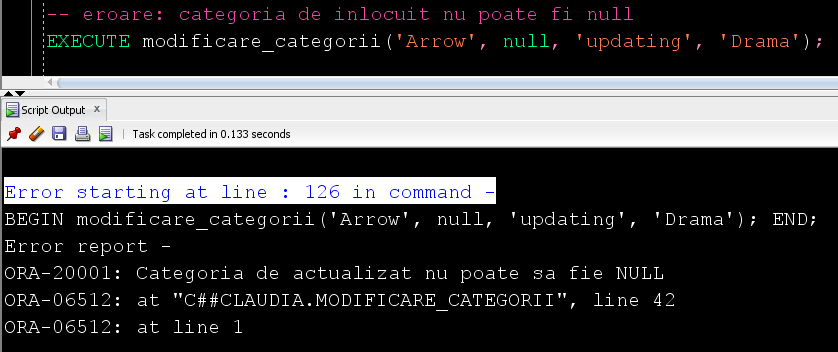 -- eroare: categoria de inlocuit nu poate fi null
EXECUTE modificare_categorii('Arrow', null, 'updating', 'Drama');
Script Output x
Task completed in 0.133 seconds
Error starting at line : 126 in command -
BEGIN modificare_categorii('Arrow', null, 'updating', 'Drama'); END;
Error report -
ORA-20001: Categoria de actualizat nu poate sa fie NULL
ORA-06512: at "C##CLAUDIA.MODIFICARE_CATEGORII", line 42
ORA-06512: at line 1